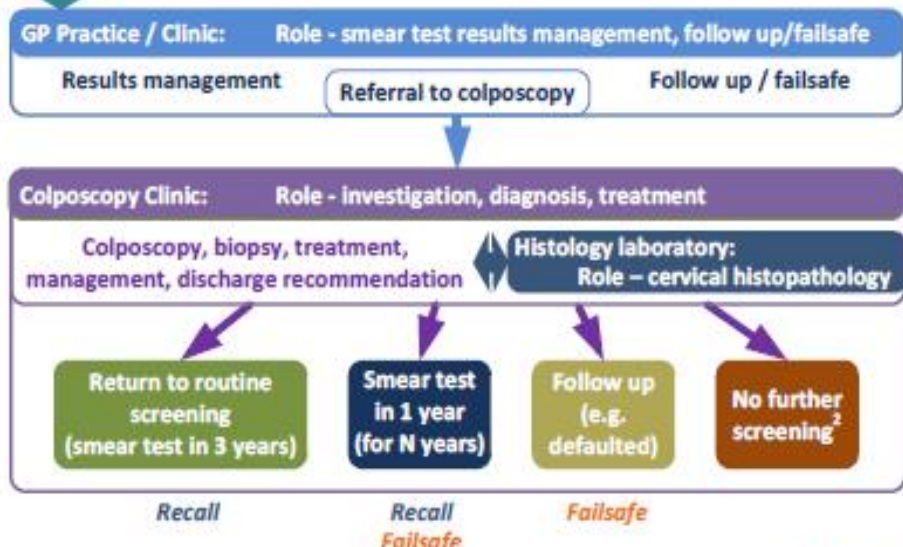 GP Practice / Clinic: Role - smear test results management, follow up/failsafe
Results management
Referral to colposcopy
Follow up / failsafe
Colposcopy Clinic: Role - investigation, diagnosis, treatment
Colposcopy, biopsy, treatment,
management, discharge recommendation
Histology laboratory:
Role – cervical histopathology
Return to routine
screening
(smear test in 3 years)
Smear test
in 1 year
(for N years)
Follow up
(e.g.
defaulted)
No further
screening²
Recall
Recall
Failsafe
Failsafe